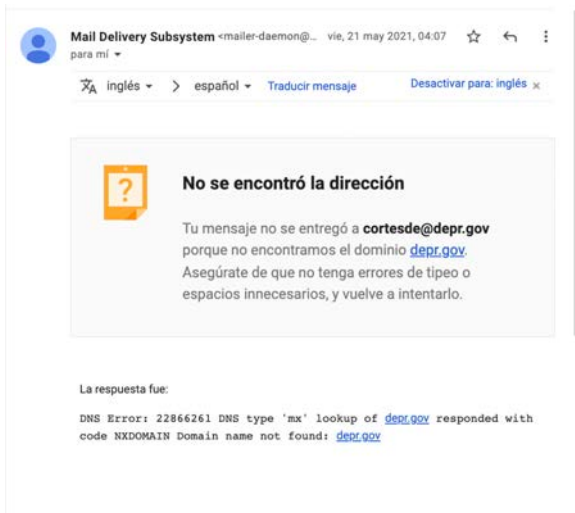 Mail Delivery Subsystem <mailer-daemon@... vie, 21 may 2021, 04:07
para mí
inglés > español Traducir mensaje Desactivar para: inglés ×
?
No se encontró la dirección
Tu mensaje no se entregó a cortesde@depr.gov
porque no encontramos el dominio depr.gov.
Asegúrate de que no tenga errores de tipeo o
espacios innecesarios, y vuelve a intentarlo.
La respuesta fue:
DNS Error: 22866261 DNS type 'mx' lookup of depr.gov responded with
code NXDOMAIN Domain name not found: depr.gov